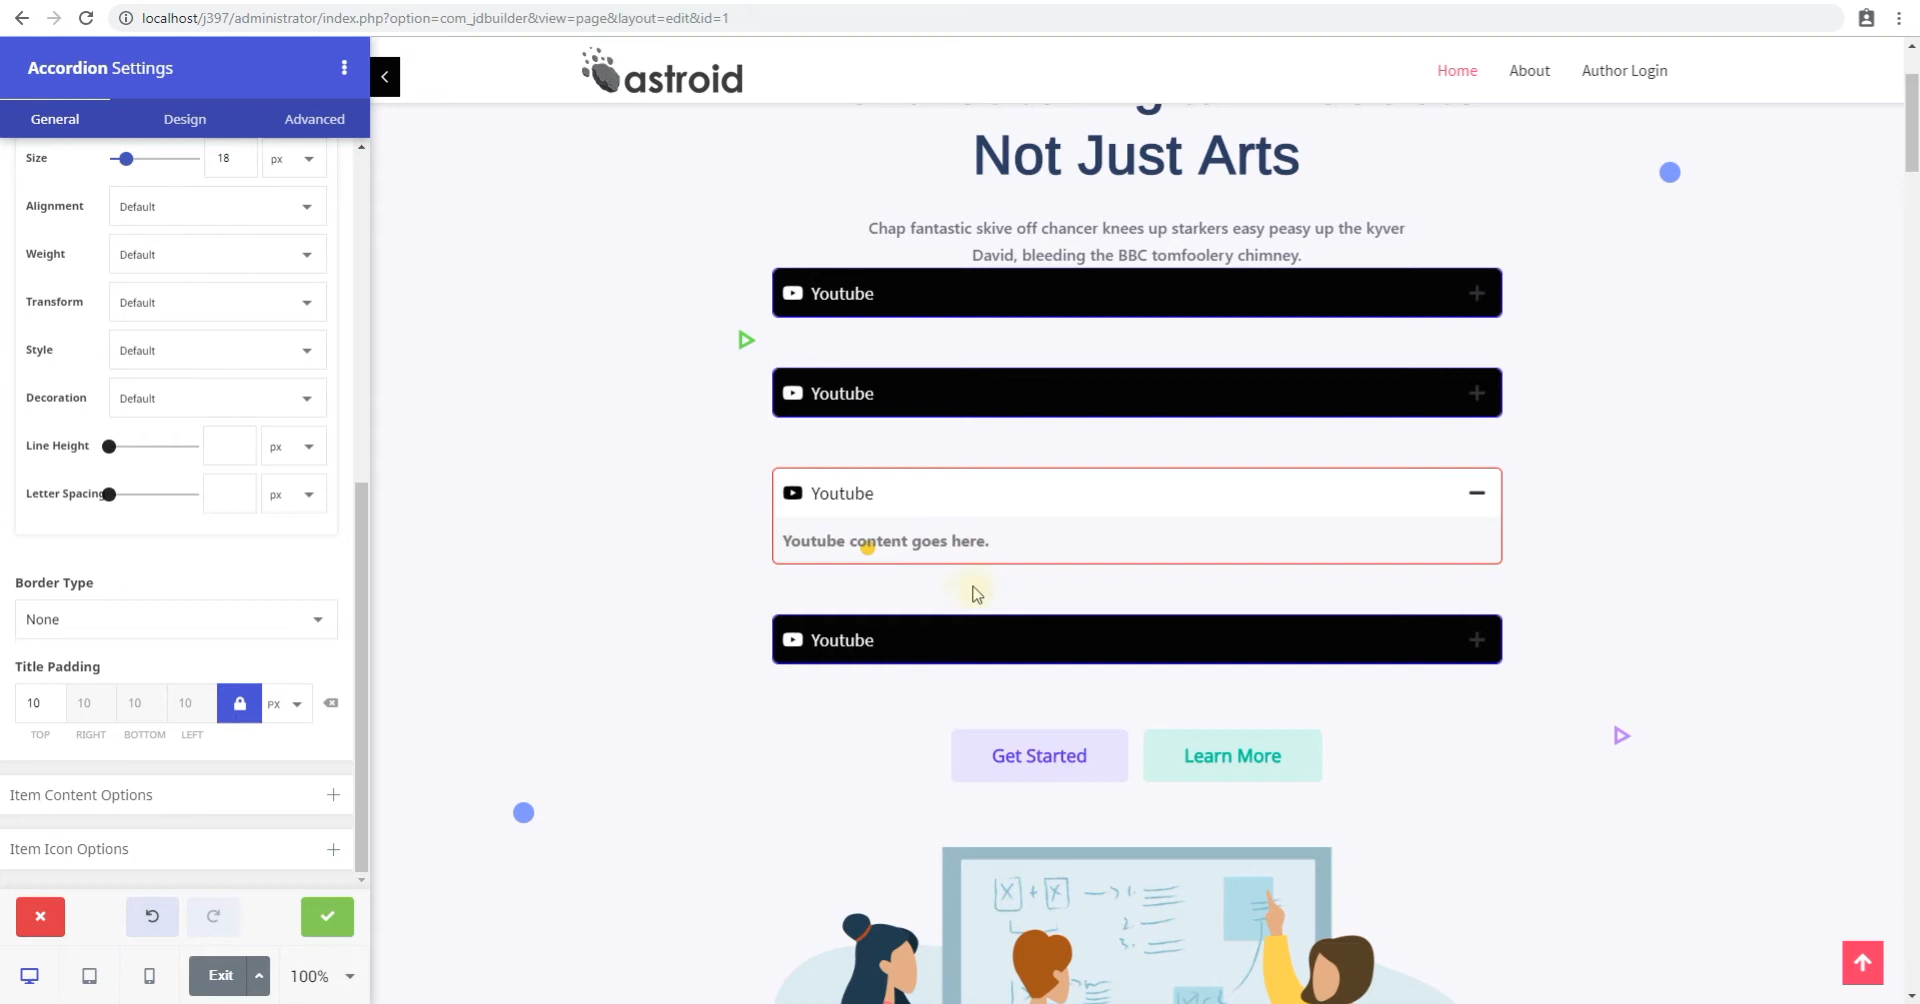 localhost/j397/administrator/index.php?option=com_jdbuilder&view=page&layout=edit&id=1
Accordion Settings
General Design Advanced
Size 18 px
Alignment Default
Weight Default
Transform Default
Style Default
Decoration Default
Line Height px
Letter Spacing px
Border Type
None
Title Padding
10 10 10 10 PX
TOP RIGHT BOTTOM LEFT
Item Content Options
Item Icon Options
Exit 100%
astroid
Home About Author Login
Not Just Arts
Chap fantastic skive off chancer knees up starkers easy peasy up the kyver
David, bleeding the BBC tomfoolery chimney.
Youtube
Youtube
Youtube
Youtube content goes here.
Youtube
Get Started Learn More